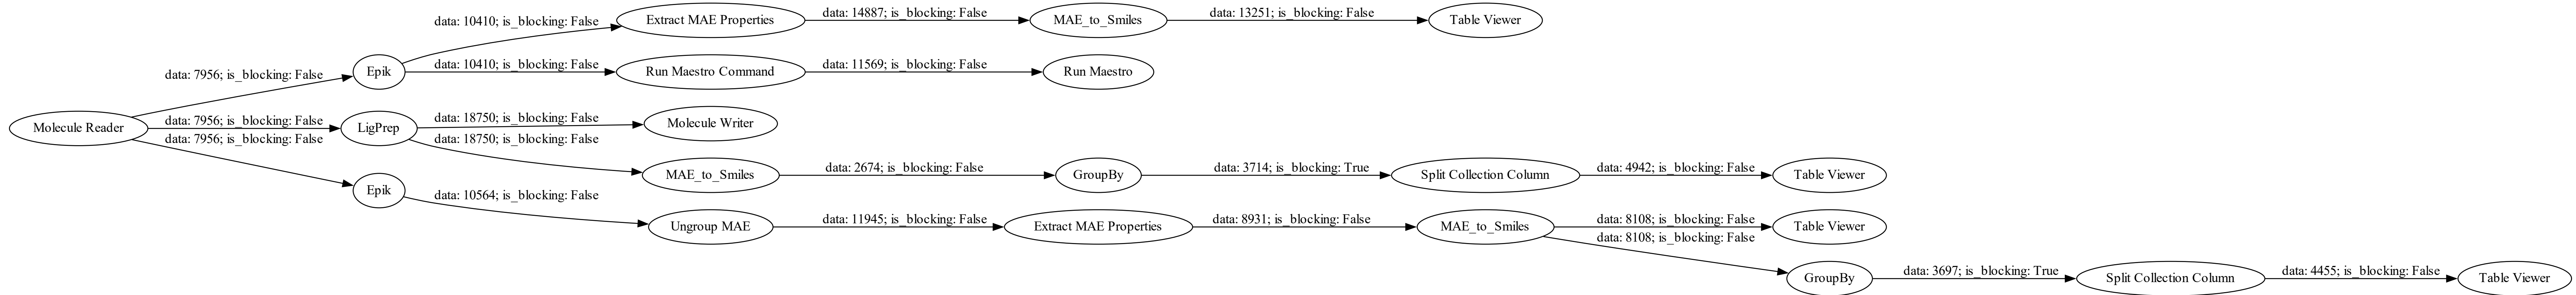 data: 10410; is_blocking: False
Extract MAE Properties
data: 14887; is_blocking: False
MAE_to_Smiles
data: 13251; is_blocking: False
Table Viewer
data: 7956; is_blocking: False
Epik
data: 10410; is_blocking: False
Run Maestro Command
data: 11569; is_blocking: False
Run Maestro
Molecule Reader
data: 7956; is_blocking: False
LigPrep
data: 18750; is_blocking: False
Molecule Writer
data: 7956; is_blocking: False
data: 18750; is_blocking: False
MAE_to_Smiles
data: 2674; is_blocking: False
GroupBy
data: 3714; is_blocking: True
Split Collection Column
data: 4942; is_blocking: False
Table Viewer
Epik
data: 10564; is_blocking: False
Ungroup MAE
data: 11945; is_blocking: False
Extract MAE Properties
data: 8931; is_blocking: False
MAE_to_Smiles
data: 8108; is_blocking: False
Table Viewer
data: 8108; is_blocking: False
GroupBy
data: 3697; is_blocking: True
Split Collection Column
data: 4455; is_blocking: False
Table Viewer